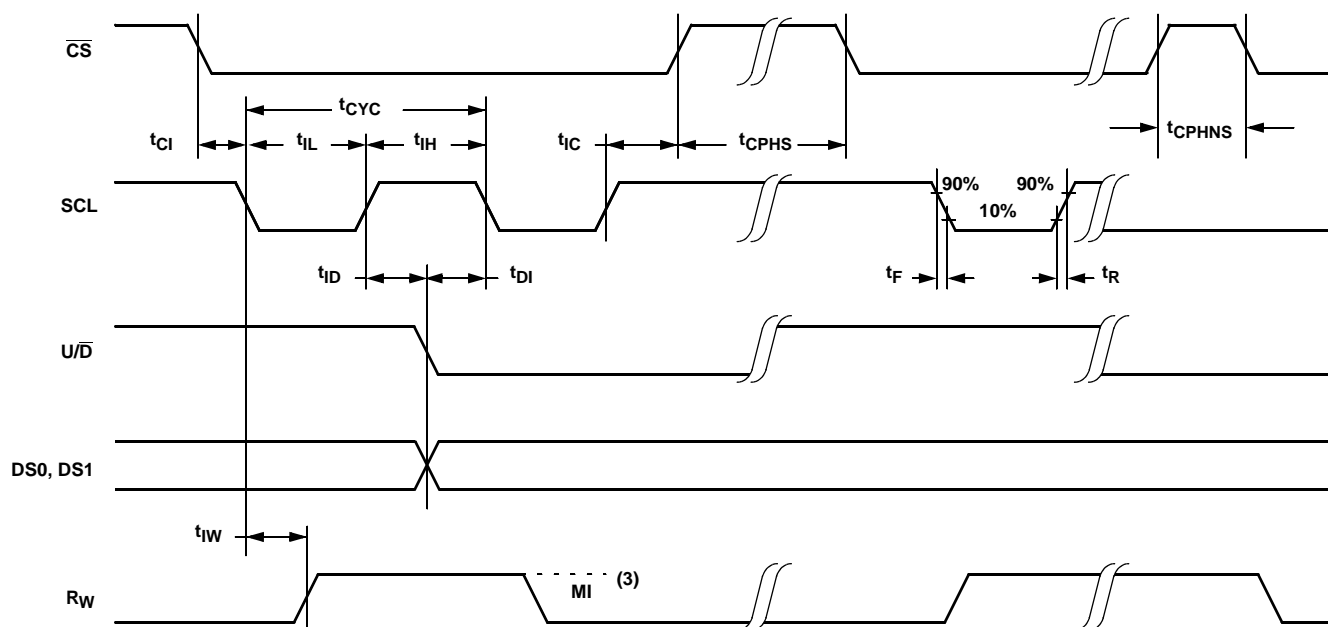 CS
tCYC
tCI
tIL
tIH
tIC
tCPHS
tCPHNS
SCL
90%
90%
10%
tID
tDI
tF
tR
U/D
DS0, DS1
tIW
RW
MI
(3)